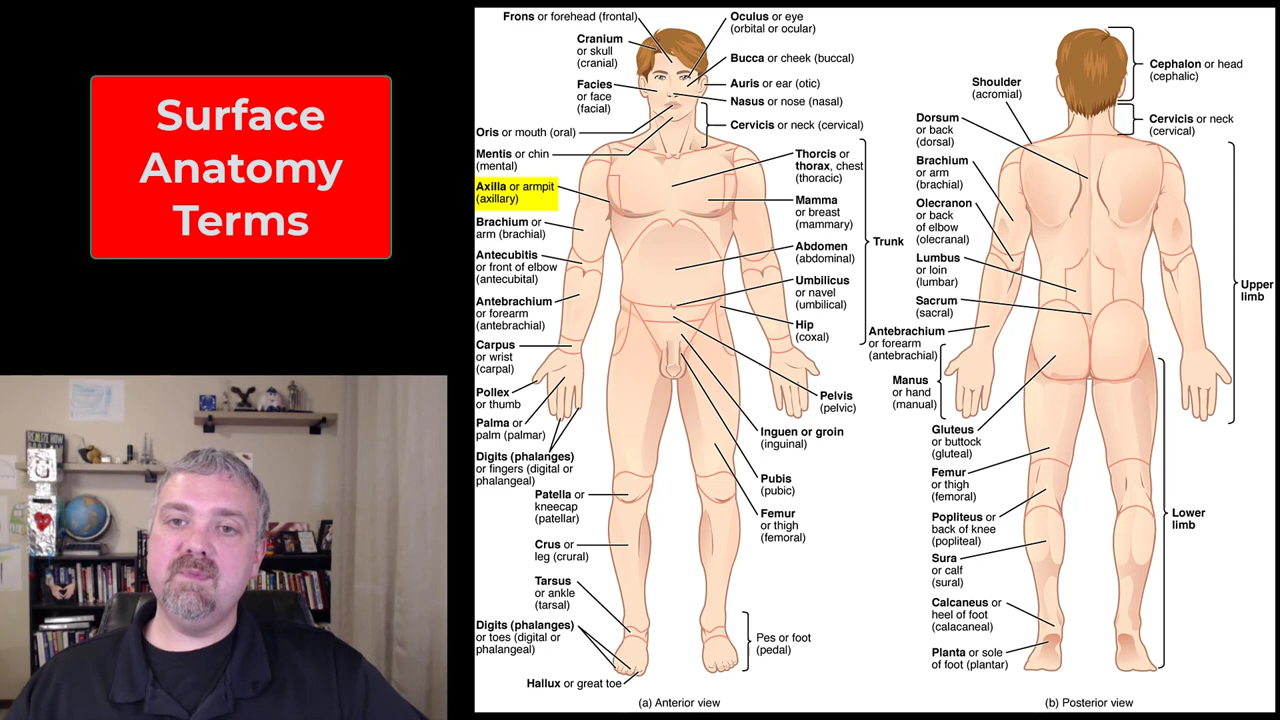 Surface
Anatomy
Terms
Frons or forehead (frontal)
Cranium
or skull
(cranial)
Facies
or face
(facial)
Oris or mouth (oral)
Mentis or chin
(mental)
Axilla or armpit
(axillary)
Brachium or
arm (brachial)
Antecubitis
or front of elbow
(antecubital)
Antebrachium
or forearm
(antebrachial)
Carpus
or wrist
(carpal)
Pollex
or thumb
Palma or
palm (palmar)
Digits (phalanges)
or fingers (digital or
phalangeal)
Patella or
kneecap
(patellar)
Crus or
leg (crural)
Tarsus
or ankle
(tarsal)
Digits (phalanges)
or toes (digital or
phalangeal)
Hallux or great toe
Oculus or eye
(orbital or ocular)
Bucca or cheek (buccal)
Auris or ear (otic)
Nasus or nose (nasal)
Cervicis or neck (cervical)
Thorcis or
thorax, chest
(thoracic)
Mamma
or breast
(mammary)
Abdomen
(abdominal)
Umbilicus
or navel
(umbilical)
Hip
(coxal)
Trunk
Pelvis
(pelvic)
Inguen or groin
(inguinal)
Pubis
(pubic)
Femur
or thigh
(femoral)
Pes or foot
(pedal)
(a) Anterior view
Shoulder
(acromial)
Dorsum
or back
(dorsal)
Brachium
or arm
(brachial)
Olecranon
or back
of elbow
(olecranal)
Lumbus
or loin
(lumbar)
Sacrum
(sacral)
Antebrachium
or forearm
(antebrachial)
Manus
or hand
(manual)
Gluteus
or buttock
(gluteal)
Femur
or thigh
(femoral)
Popliteus or
back of knee
(popliteal)
Sura
or calf
(sural)
Calcaneus or
heel of foot
(calacaneal)
Planta or sole
of foot (plantar)
Cephalon or head
(cephalic)
Cervicis or neck
(cervical)
Upper
limb
Lower
limb
(b) Posterior view